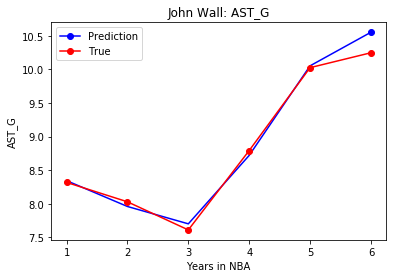 John Wall: AST_G
Prediction
True
AST_G
10.5
10.0
9.5
9.0
8.5
8.0
7.5
1 2 3 4 5 6
Years in NBA